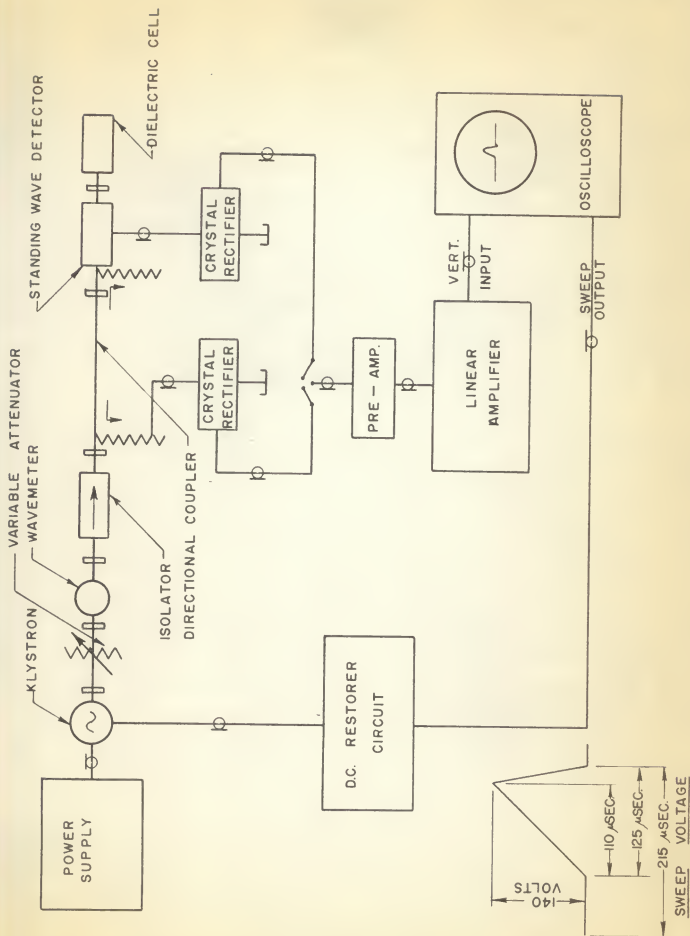 POWER
SUPPLY
KLYSTRON
VARIABLE ATTENUATOR
WAVEMETER
ISOLATOR
DIRECTIONAL COUPLER
STANDING WAVE DETECTOR
DIELECTRIC CELL
CRYSTAL
RECTIFIER
CRYSTAL
RECTIFIER
PRE-AMP.
LINEAR
AMPLIFIER
VERT.
INPUT
OSCILLOSCOPE
SWEEP
OUTPUT
D.C. RESTORER
CIRCUIT
140
VOLTS
110 µSEC.
125 µSEC.
215 µSEC.
SWEEP VOLTAGE